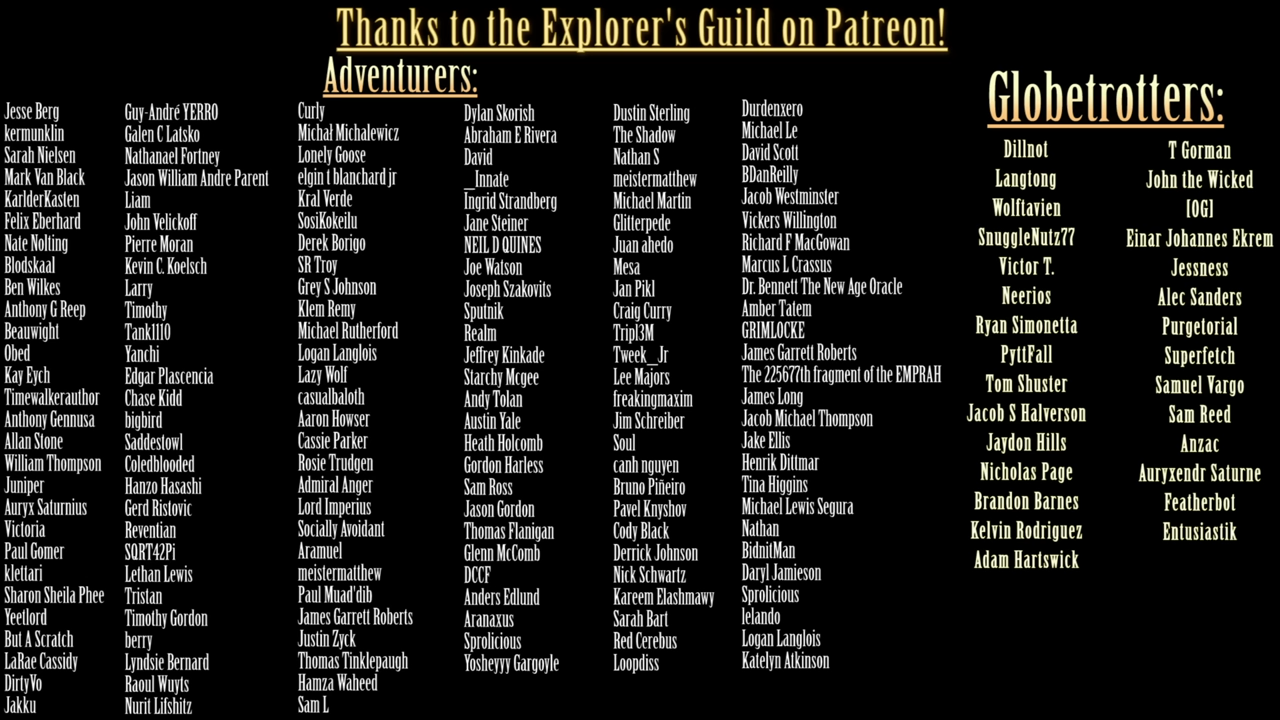 Thanks to the Explorer's Guild on Patreon!
Adventurers:
Jesse Berg
kermunklin
Sarah Nielsen
Mark Van Black
KarlderKasten
Felix Eberhard
Nate Nolting
Blodskaal
Ben Wilkes
Anthony G Reep
Beauwight
Obed
Kay Eych
Timewalkerauthor
Anthony Gennusa
Allan Stone
William Thompson
Juniper
Auryx Saturnius
Victoria
Paul Gomer
klettari
Sharon Sheila Phee
Yeetlord
But A Scratch
LaRae Cassidy
DirtyVo
Jakku
Guy-André YERRO
Galen C Latsko
Nathanael Fortney
Jason William Andre Parent
Liam
John Velickoff
Pierre Moran
Kevin C. Koelsch
Larry
Timothy
Tank1110
Yanchi
Edgar Plascencia
Chase Kidd
bigbird
Saddestowl
Coledblooded
Hanzo Hasashi
Gerd Ristovic
Reventian
SQRT42Pi
Lethan Lewis
Tristan
Timothy Gordon
berry
Lyndsie Bernard
Raoul Wuyts
Nurit Lifshitz
Curly
Michał Michalewicz
Lonely Goose
elgin t blanchard jr
Kral Verde
SosiKokeilu
Derek Borigo
SR Troy
Grey S Johnson
Klem Remy
Michael Rutherford
Logan Langlois
Lazy Wolf
casualbaloth
Aaron Howser
Cassie Parker
Rosie Trudgen
Admiral Anger
Lord Imperius
Socially Avoidant
Aramuel
meistermatthew
Paul Muad'dib
James Garrett Roberts
Justin Zyck
Thomas Tinklepaugh
Hamza Waheed
Sam L
Dylan Skorish
Abraham E Rivera
David
_Innate
Ingrid Strandberg
Jane Steiner
NEIL D QUINES
Joe Watson
Joseph Szakovits
Sputnik
Realm
Jeffrey Kinkade
Starchy Mcgee
Andy Tolan
Austin Yale
Heath Holcomb
Gordon Harless
Sam Ross
Jason Gordon
Thomas Flanigan
Glenn McComb
DCCF
Anders Edlund
Aranaxus
Sprolicious
Yosheyyy Gargoyle
Dustin Sterling
The Shadow
Nathan S
meistermatthew
Michael Martin
Glitterpede
Juan ahedo
Mesa
Jan Pikl
Craig Curry
Tripl3M
Tweek_Jr
Lee Majors
freakingmaxim
Jim Schreiber
Soul
canh nguyen
Bruno Piñeiro
Pavel Knyshov
Cody Black
Derrick Johnson
Nick Schwartz
Kareem Elashmawy
Sarah Bart
Red Cerebus
Loopdiss
Durdenxero
Michael Le
David Scott
BDanReilly
Jacob Westminster
Vickers Willington
Richard F MacGowan
Marcus L Crassus
Dr. Bennett The New Age Oracle
Amber Tatem
GRIMLOCKE
James Garrett Roberts
The 225677th fragment of the EMPRAH
James Long
Jacob Michael Thompson
Jake Ellis
Henrik Dittmar
Tina Higgins
Michael Lewis Segura
Nathan
BidnitMan
Daryl Jamieson
Sprolicious
lelando
Logan Langlois
Katelyn Atkinson
Globetrotters:
Dillnot
Langtong
Wolftavien
SnuggleNutz77
Victor T.
Neerios
Ryan Simonetta
PyttFall
Tom Shuster
Jacob S Halverson
Jaydon Hills
Nicholas Page
Brandon Barnes
Kelvin Rodriguez
Adam Hartswick
T Gorman
John the Wicked
[OG]
Einar Johannes Ekrem
Jessness
Alec Sanders
Purgetorial
Superfetch
Samuel Vargo
Sam Reed
Anzac
Auryxendr Saturne
Featherbot
Entusiastik